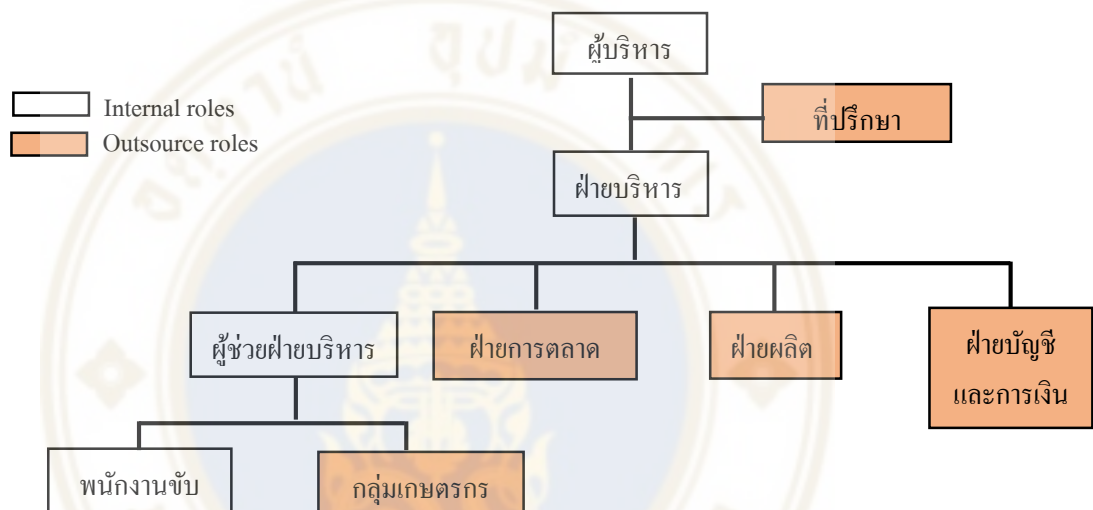 ผู้บริหาร
Internal roles
Outsource roles
ที่ปรึกษา
ฝ่ายบริหาร
ผู้ช่วยฝ่ายบริหาร
ฝ่ายการตลาด
ฝ่ายผลิต
ฝ่ายบัญชี
และการเงิน
พนักงานขับ
กลุ่มเกษตรกร